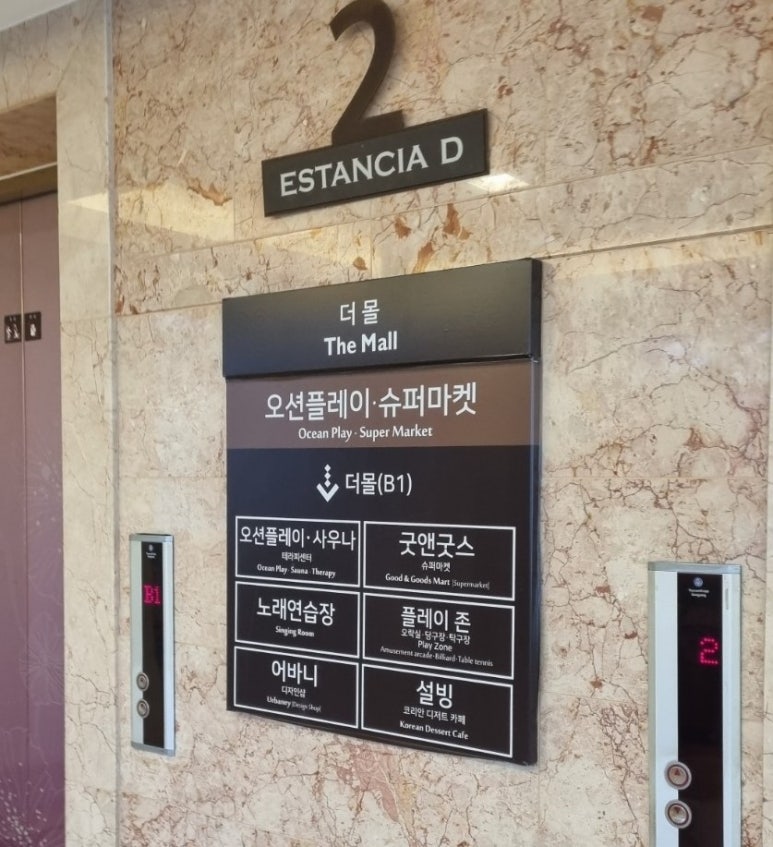 2
ESTANCIA D
더 몰
The Mall
오션플레이·슈퍼마켓
Ocean Play · Super Market
더몰(B1)
오션플레이·사우나
테라피센터
Ocean Play · Sauna · Therapy
굿앤굿스
슈퍼마켓
Good & Goods Mart (Supermarket)
노래연습장
Singing Room
플레이 존
오락실·당구장·탁구장
Play Zone
Amusement arcade·Billiard·Table tennis
어바니
디자인샵
Urbaney (Design Shop)
설빙
코리안 디저트 카페
Korean Dessert Cafe
B1
2